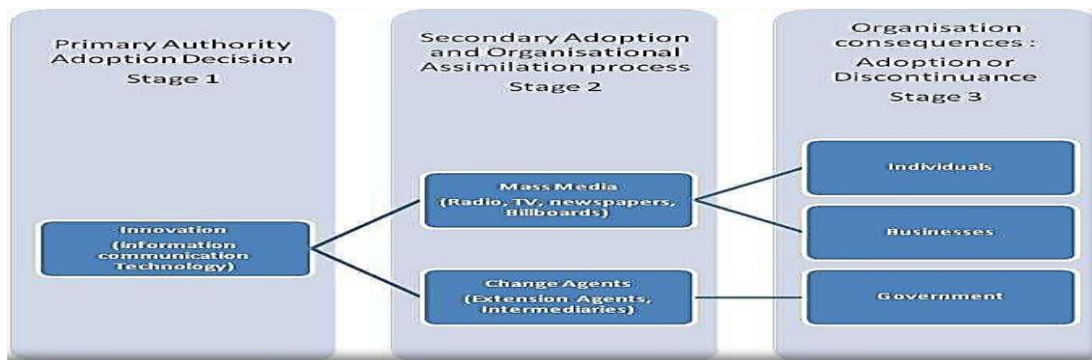 Primary Authority
Adoption Decision
Stage 1
Innovation
(Information
communication
Technology)
Secondary Adoption
and Organisational
Assimilation process
Stage 2
Mass Media
(Radio, TV, newspapers,
Billboards)
Change Agents
(Extension Agents,
Intermediaries)
Organisation
consequences :
Adoption or
Discontinuance
Stage 3
Individuals
Businesses
Government